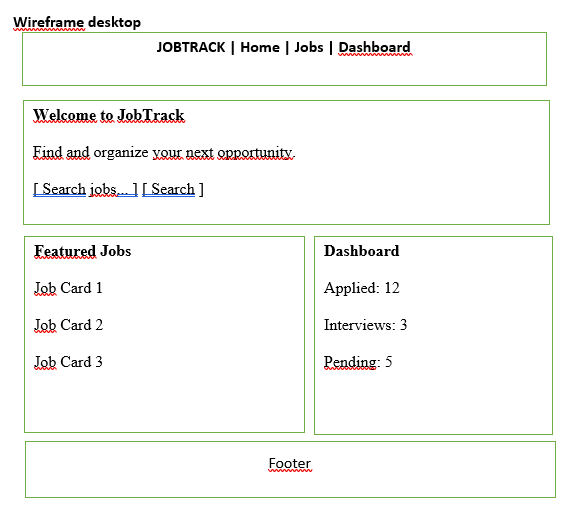 Wireframe desktop
JOBTRACK | Home | Jobs | Dashboard
Welcome to JobTrack
Find and organize your next opportunity.
[ Search jobs... ] [ Search ]
Featured Jobs
Job Card 1
Job Card 2
Job Card 3
Dashboard
Applied: 12
Interviews: 3
Pending: 5
Footer